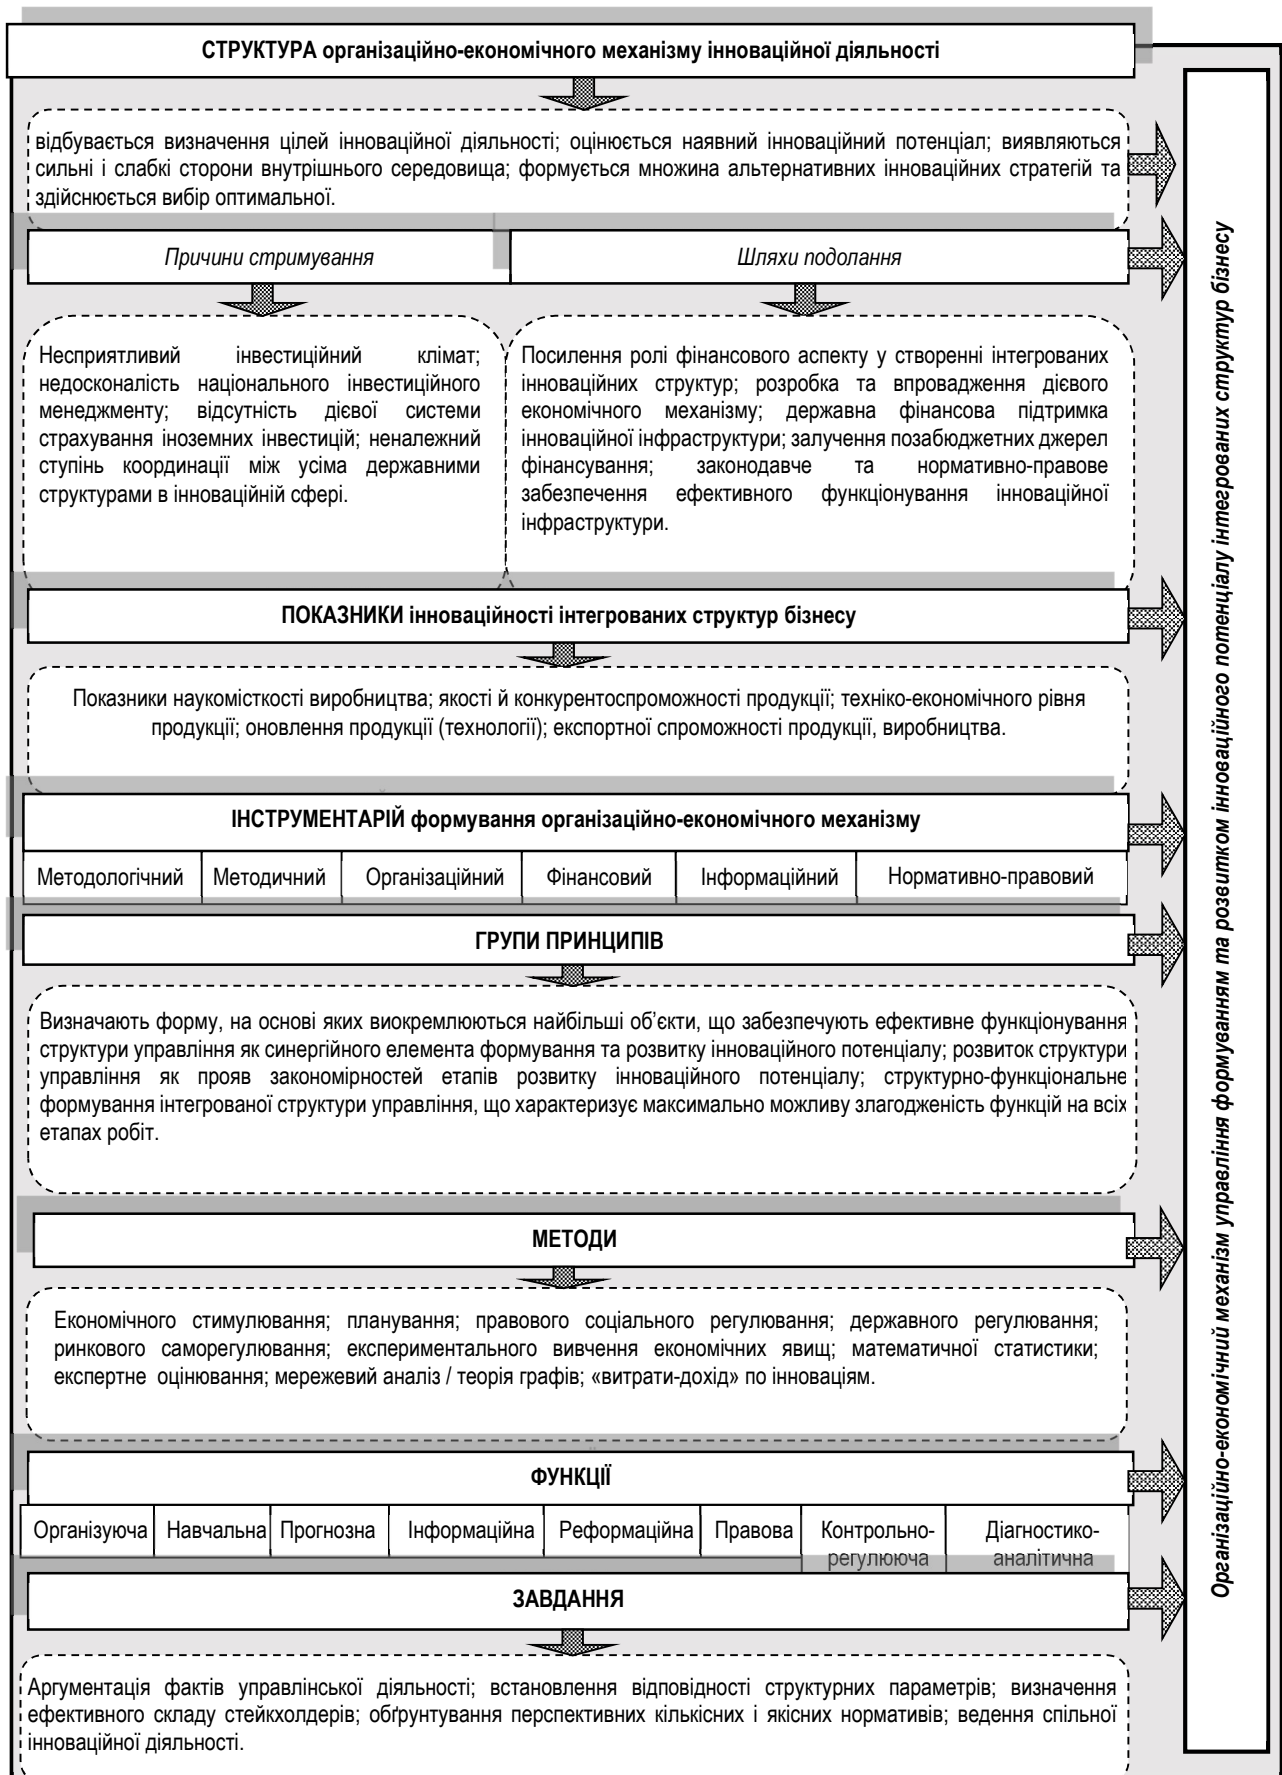 СТРУКТУРА організаційно-економічного механізму інноваційної діяльності
відбувається визначення цілей інноваційної діяльності; оцінюється наявний інноваційний потенціал; виявляються
сильні і слабкі сторони внутрішнього середовища; формується множина альтернативних інноваційних стратегій та
здійснюється вибір оптимальної.
Причини стримування
Шляхи подолання
Несприятливий інвестиційний клімат;
недосконалість національного інвестиційного
менеджменту; відсутність дієвої системи
страхування іноземних інвестицій; неналежний
ступінь координації між усіма державними
структурами в інноваційній сфері.
Посилення ролі фінансового аспекту у створенні інтегрованих
інноваційних структур; розробка та впровадження дієвого
економічного механізму; державна фінансова підтримка
інноваційної інфраструктури; залучення позабюджетних джерел
фінансування; законодавче та нормативно-правове
забезпечення ефективного функціонування інноваційної
інфраструктури.
ПОКАЗНИКИ інноваційності інтегрованих структур бізнесу
Показники наукомісткості виробництва; якості й конкурентоспроможності продукції; техніко-економічного рівня
продукції; оновлення продукції (технології); експортної спроможності продукції, виробництва.
ІНСТРУМЕНТАРІЙ формування організаційно-економічного механізму
Методологічний Методичний Організаційний Фінансовий Інформаційний Нормативно-правовий
ГРУПИ ПРИНЦИПІВ
Визначають форму, на основі яких виокремлюються найбільші об’єкти, що забезпечують ефективне функціонування
структури управління як синергійного елемента формування та розвитку інноваційного потенціалу; розвиток структури
управління як прояв закономірностей етапів розвитку інноваційного потенціалу; структурно-функціональне
формування інтегрованої структури управління, що характеризує максимально можливу злагодженість функцій на всіх
етапах робіт.
МЕТОДИ
Економічного стимулювання; планування; правового соціального регулювання; державного регулювання;
ринкового саморегулювання; експериментального вивчення економічних явищ; математичної статистики;
експертне оцінювання; мережевий аналіз / теорія графів; «витрати-дохід» по інноваціям.
ФУНКЦІЇ
Організуюча Навчальна Прогнозна Інформаційна Реформаційна Правова Контрольно- Діагностико-
регулююча аналітична
ЗАВДАННЯ
Аргументація фактів управлінської діяльності; встановлення відповідності структурних параметрів; визначення
ефективного складу стейкхолдерів; обґрунтування перспективних кількісних і якісних нормативів; ведення спільної
інноваційної діяльності.
Організаційно-економічний механізм управління формуванням та розвитком інноваційного потенціалу інтегрованих структур бізнесу